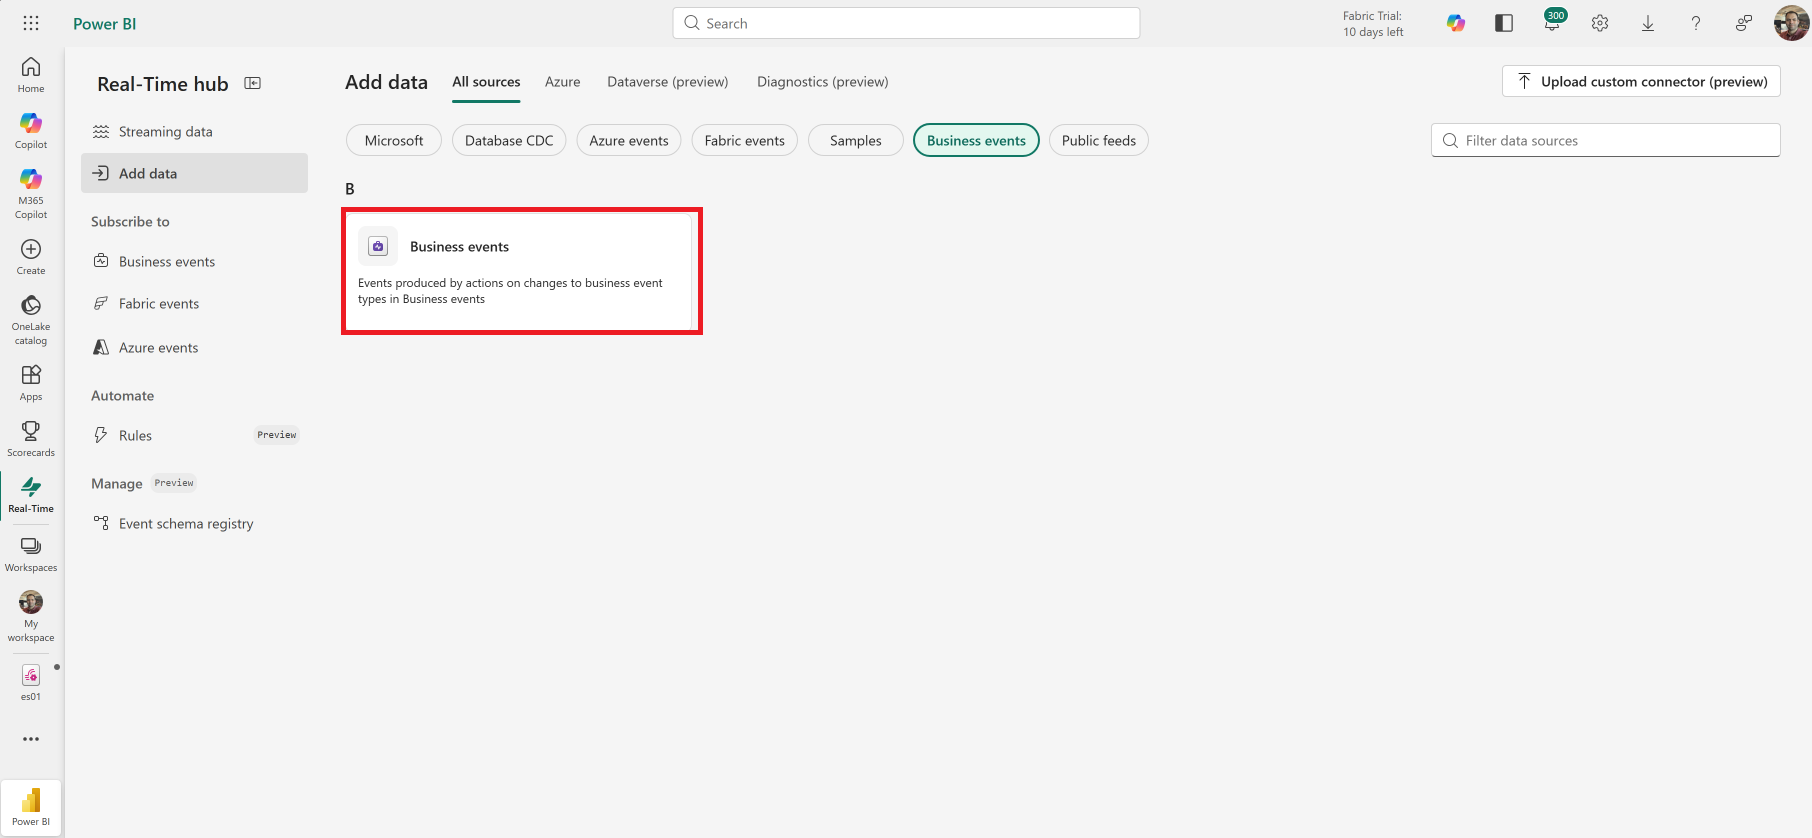 Power BI
Search
Fabric Trial:
10 days left
300
Home
Copilot
M365
Copilot
Create
OneLake
catalog
Apps
Scorecards
Real-Time
Workspaces
My
workspace
es01
Power BI
Real-Time hub
Streaming data
Add data
Subscribe to
Business events
Fabric events
Azure events
Automate
Rules
Preview
Manage
Preview
Event schema registry
Add data
All sources
Azure
Dataverse (preview)
Diagnostics (preview)
Upload custom connector (preview)
Microsoft
Database CDC
Azure events
Fabric events
Samples
Business events
Public feeds
Filter data sources
B
Business events
Events produced by actions on changes to business event
types in Business events